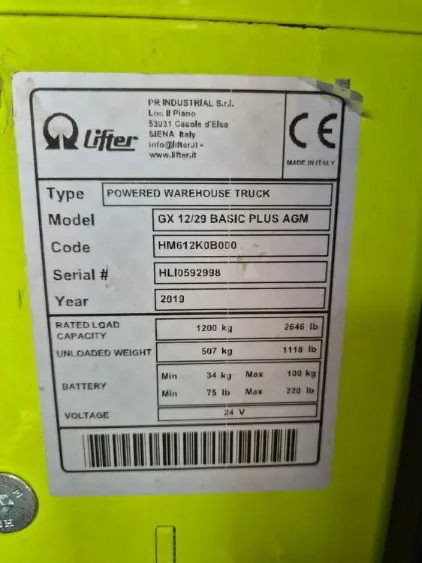 PR INDUSTRIAL S.r.l.
Loc. Il Piano
53031 Casole d'Elsa
SIENA Italy
info@lifter.it -
www.lifter.it
Lifter
CE
MADE IN ITALY
Type POWERED WAREHOUSE TRUCK
Model GX 12/29 BASIC PLUS AGM
Code HM612K0B000
Serial # HLI0592998
Year 2019
RATED LOAD CAPACITY 1200 kg 2646 lb
UNLOADED WEIGHT 507 kg 1118 lb
BATTERY
Min 34 kg Max 100 kg
Min 75 lb Max 220 lb
VOLTAGE 24 V